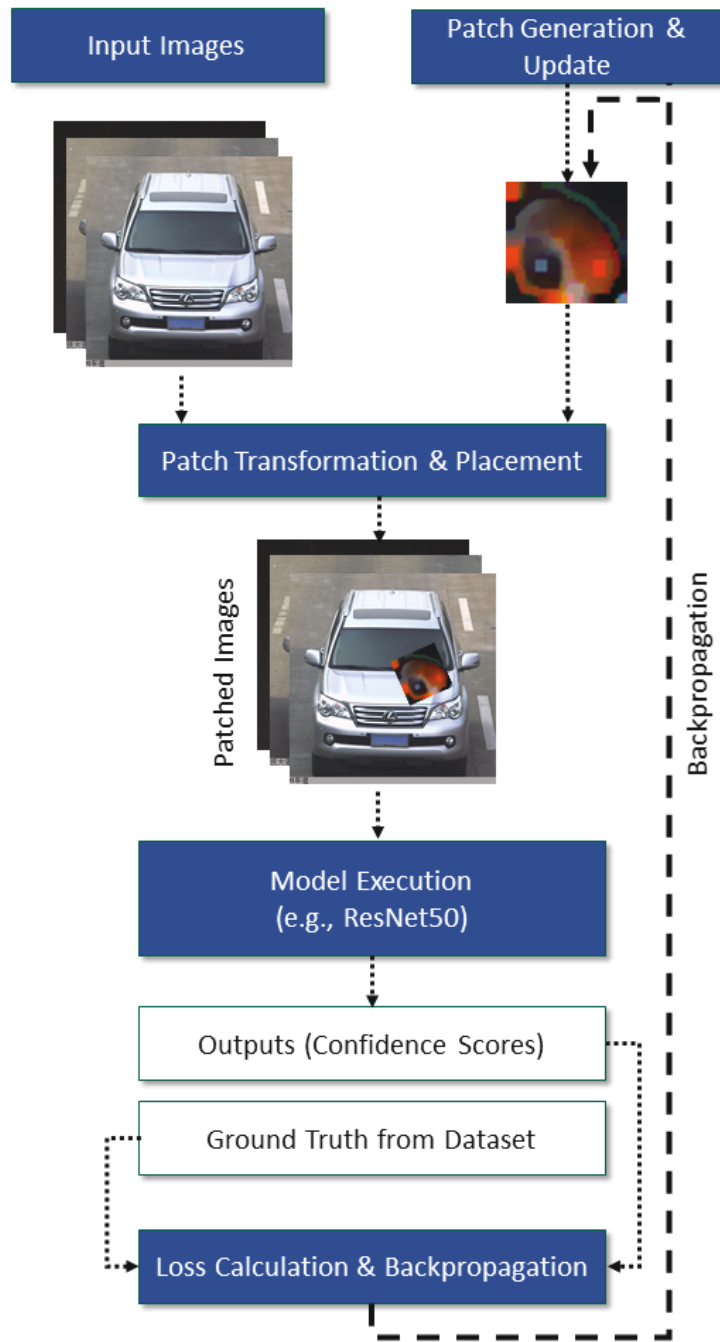 Input Images
Patch Generation &
Update
Patch Transformation & Placement
Patched Images
Backpropagation
Model Execution
(e.g., ResNet50)
Outputs (Confidence Scores)
Ground Truth from Dataset
Loss Calculation & Backpropagation